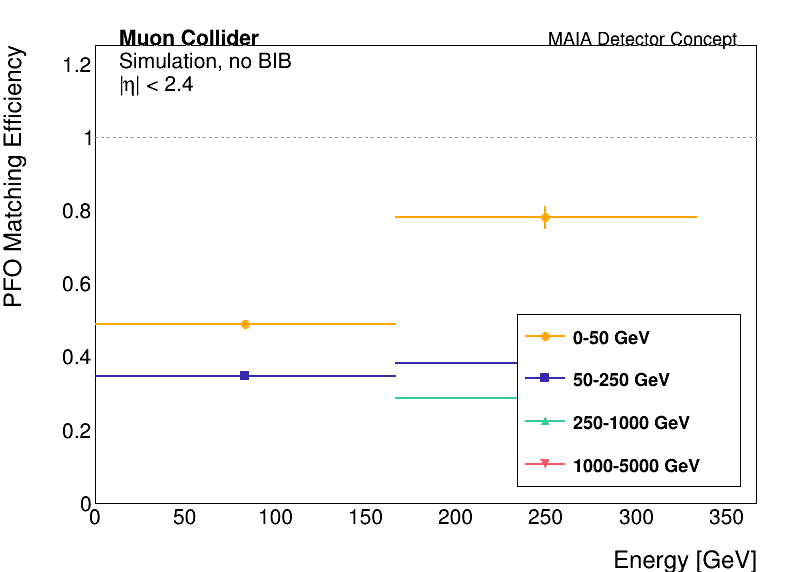 Muon Collider
MAIA Detector Concept
Simulation, no BIB
|η| < 2.4
PFO Matching Efficiency
1.2
1
0.8
0.6
0.4
0.2
0
0 50 100 150 200 250 300 350
Energy [GeV]
0-50 GeV
50-250 GeV
250-1000 GeV
1000-5000 GeV